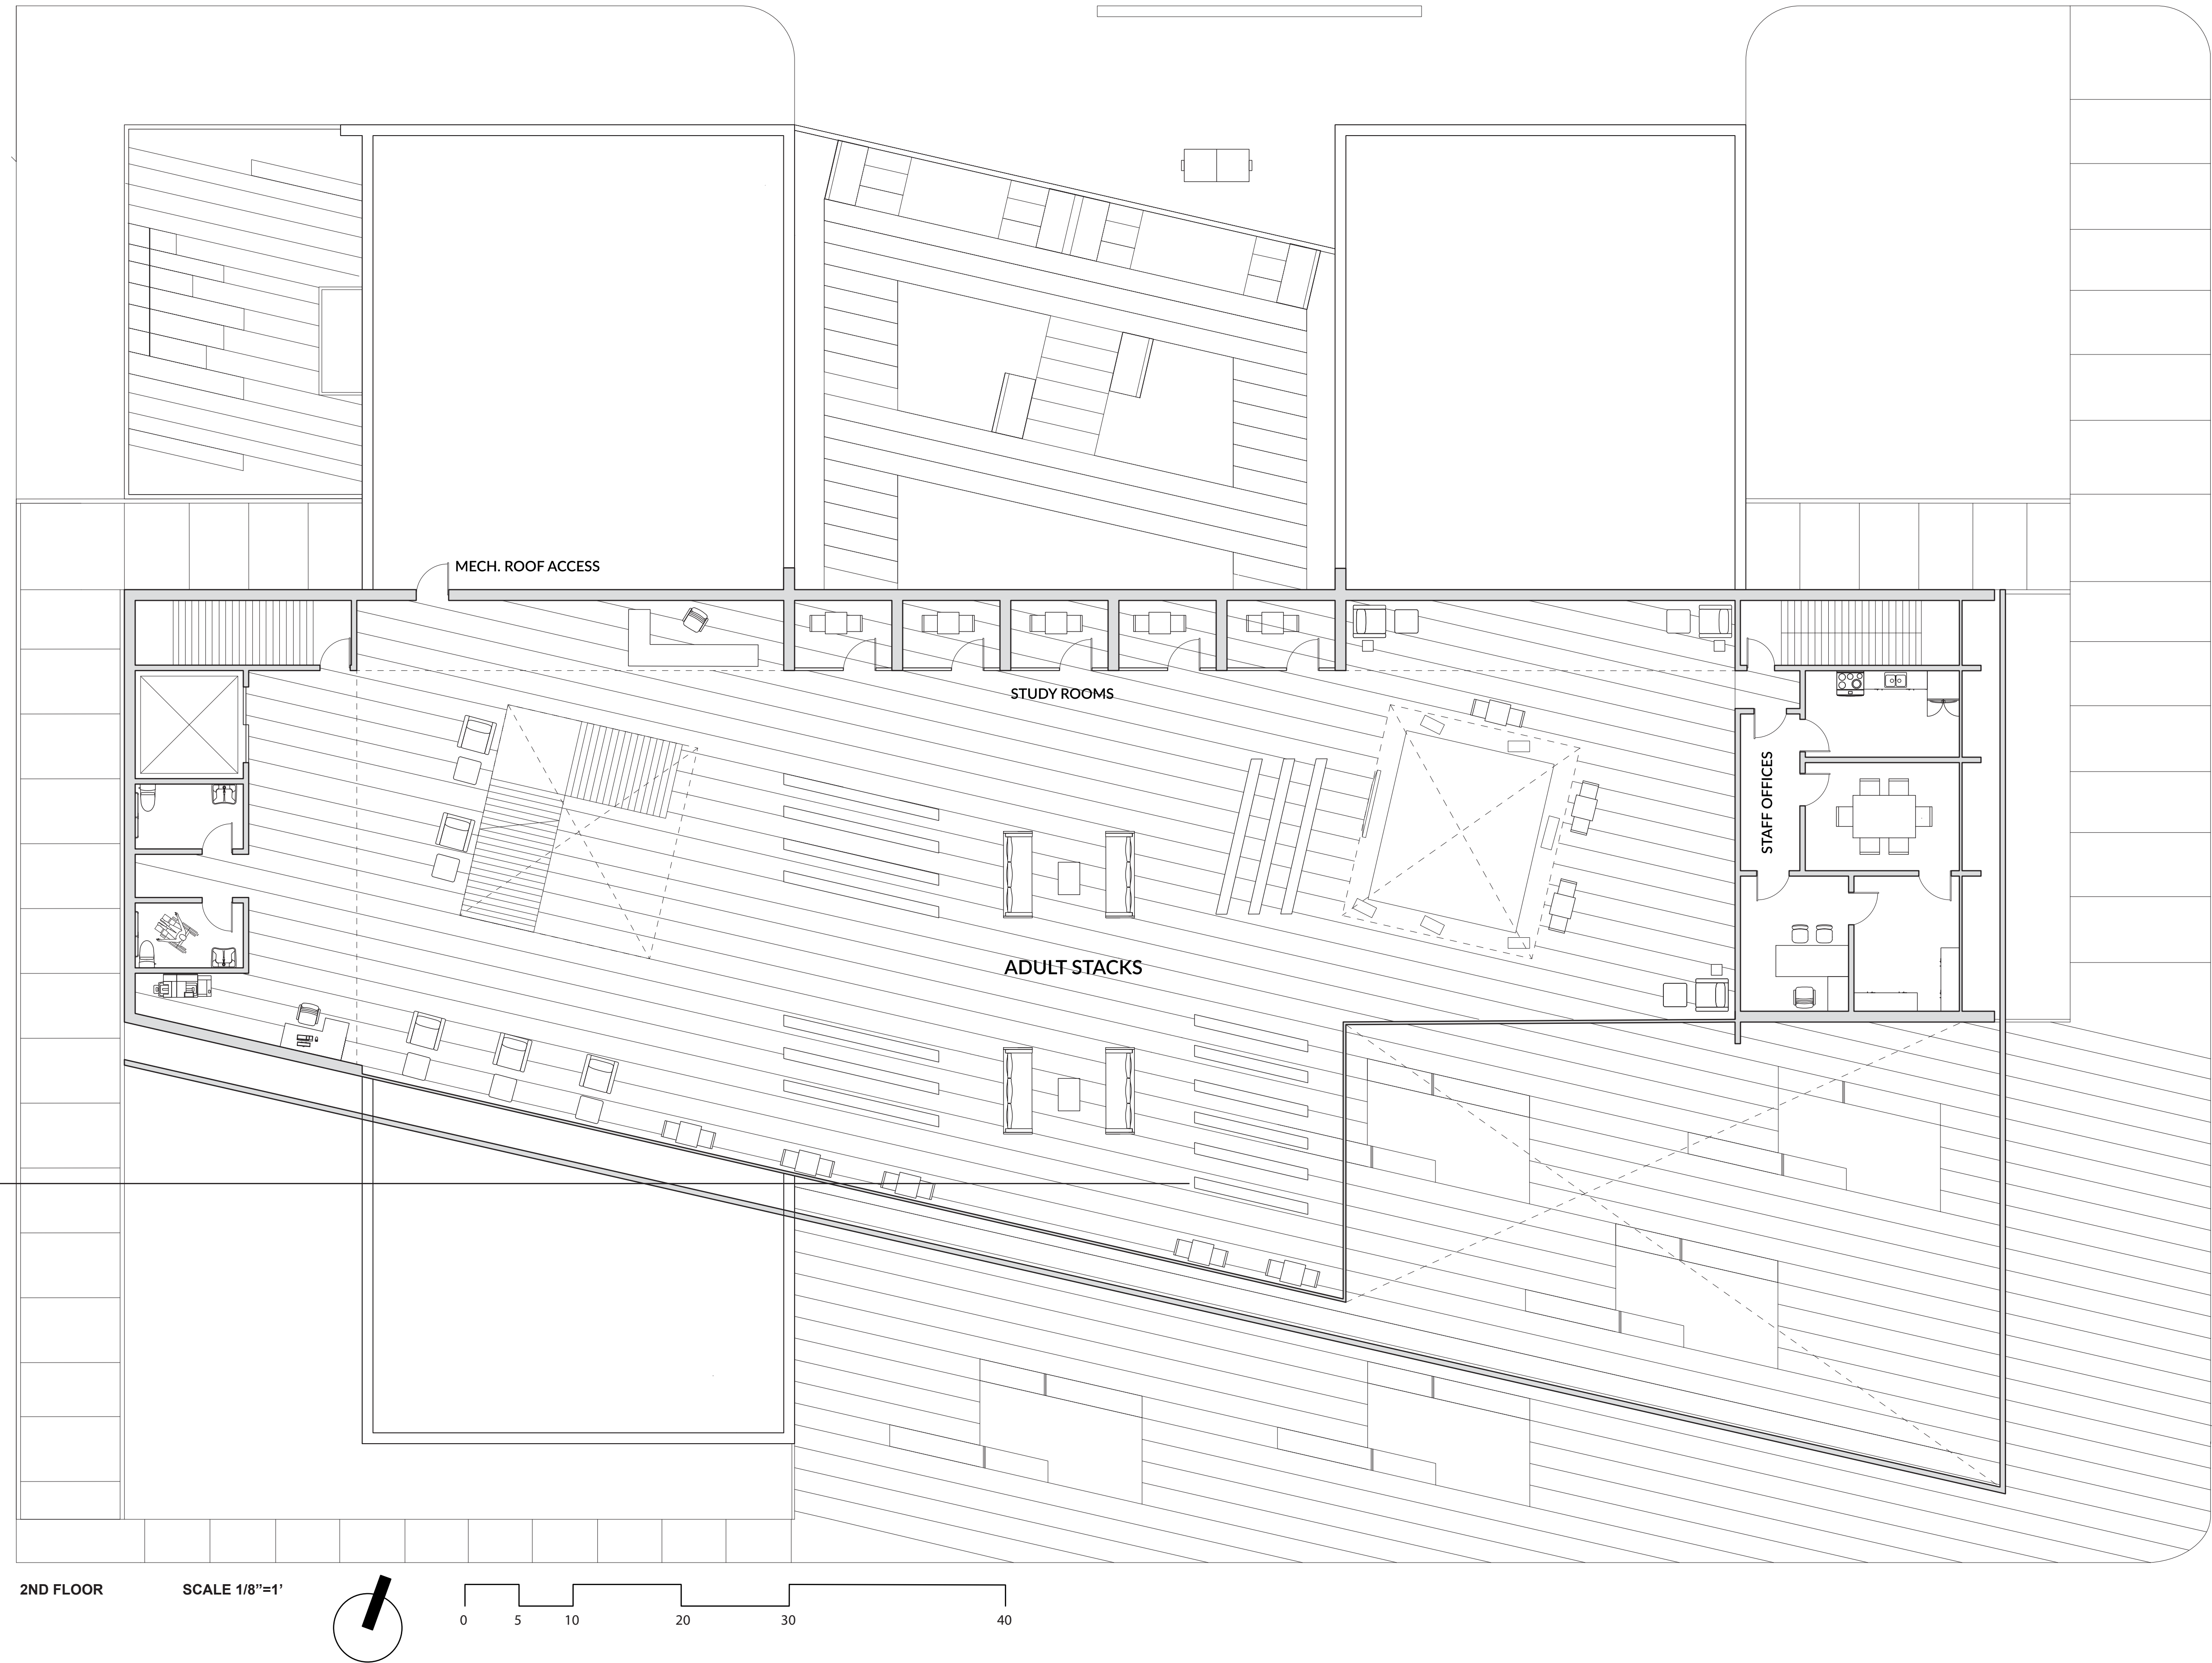 MECH. ROOF ACCESS
STUDY ROOMS
STAFF OFFICES
ADULT STACKS
2ND FLOOR SCALE 1/8”=1’
0 5 10 20 30 40